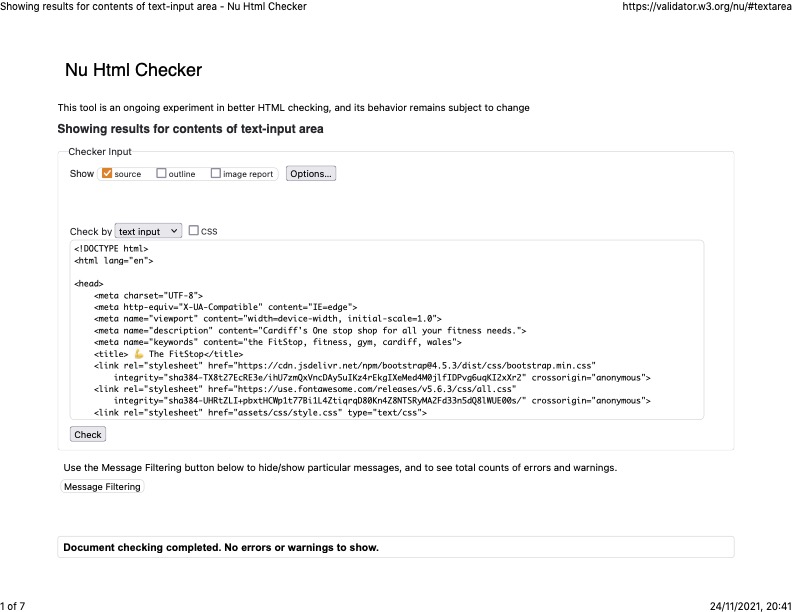 Showing results for contents of text-input area - Nu Html Checker
https://validator.w3.org/nu/#textarea
Nu Html Checker
This tool is an ongoing experiment in better HTML checking, and its behavior remains subject to change
Showing results for contents of text-input area
Checker Input
Show source outline image report Options...
Check by text input CSS
<!DOCTYPE html>
<html lang="en">
<head>
<meta charset="UTF-8">
<meta http-equiv="X-UA-Compatible" content="IE=edge">
<meta name="viewport" content="width=device-width, initial-scale=1.0">
<meta name="description" content="Cardiff's One stop shop for all your fitness needs.">
<meta name="keywords" content="the FitStop, fitness, gym, cardiff, wales">
<title> 💪 The FitStop</title>
<link rel="stylesheet" href="https://cdn.jsdelivr.net/npm/bootstrap@4.5.3/dist/css/bootstrap.min.css"
integrity="sha384-TX8t27EcRE3e/ihU7zmQxVncDAy5uIKz4rEkgIXeMed4M0jlfIDPvg6uqKI2xXr2" crossorigin="anonymous">
<link rel="stylesheet" href="https://use.fontawesome.com/releases/v5.6.3/css/all.css"
integrity="sha384-UHRtZLI+pbxtHCWp1t77Bi1L4ZtiqrqD80Kn4Z8NTSRyMA2Fd33n5dQ8lWUE00s/" crossorigin="anonymous">
<link rel="stylesheet" href="assets/css/style.css" type="text/css">
Check
Use the Message Filtering button below to hide/show particular messages, and to see total counts of errors and warnings.
Message Filtering
Document checking completed. No errors or warnings to show.
1 of 7
24/11/2021, 20:41